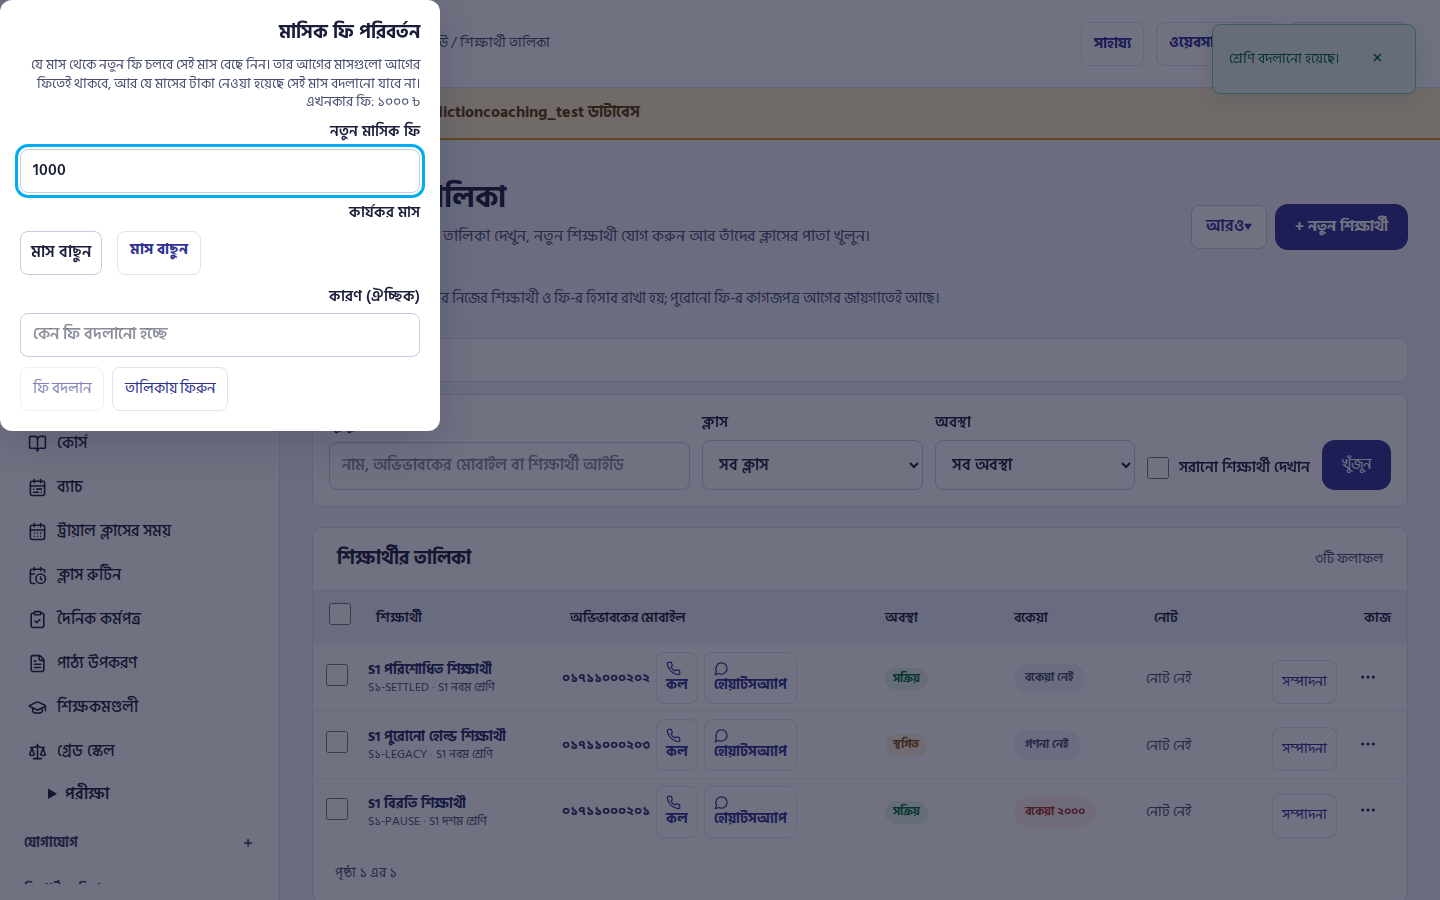 মাসিক ফি পরিবর্তন
যে মাস থেকে নতুন ফি চলবে সেই মাস বেছে নিন। তার আগের মাসগুলো আগের
ফিতেই থাকবে, আর যে মাসের টাকা নেওয়া হয়েছে সেই মাস বদলানো যাবে না।
এখনকার ফি: ১০০০ ৳
নতুন মাসিক ফি
1000
কার্যকর মাস
মাস বাছুন
মাস বাছুন
কারণ (ঐচ্ছিক)
কেন ফি বদলানো হচ্ছে
ফি বদলান
তালিকায় ফিরুন
/ শিক্ষার্থী তালিকা
সাহায্য
শ্রেণি বদলানো হয়েছে।
×
ictioncoaching_test ডাটাবেস
তালিকা দেখুন, নতুন শিক্ষার্থী যোগ করুন আর তাঁদের ক্লাসের পাতা খুলুন।
আরও▾
+ নতুন শিক্ষার্থী
র নিজের শিক্ষার্থী ও ফি-র হিসাব রাখা হয়; পুরোনো ফি-র কাগজপত্র আগের জায়গাতেই আছে।
ক্লাস
অবস্থা
নাম, অভিভাবকের মোবাইল বা শিক্ষার্থী আইডি
সব ক্লাস
সব অবস্থা
সরানো শিক্ষার্থী দেখান
খুঁজুন
কোর্স
ব্যাচ
ট্রায়াল ক্লাসের সময়
ক্লাস রুটিন
দৈনিক কর্মপত্র
পাঠ্য উপকরণ
শিক্ষকমণ্ডলী
গ্রেড স্কেল
পরীক্ষা
যোগাযোগ +
শিক্ষার্থীর তালিকা
৩টি ফলাফল
শিক্ষার্থী অভিভাবকের মোবাইল অবস্থা বকেয়া নোট কাজ
S1 পরিশোধিত শিক্ষার্থী
S১-SETTLED · S1 নবম শ্রেণি
০১৭১১০০০২০২ কল হোয়াটসঅ্যাপ সক্রিয় বকেয়া নেই নোট নেই সম্পাদনা ...
S1 পুরোনো হোল্ড শিক্ষার্থী
S১-LEGACY · S1 নবম শ্রেণি
০১৭১১০০০২০৩ কল হোয়াটসঅ্যাপ স্থগিত গণনা নেই নোট নেই সম্পাদনা ...
S1 বিরতি শিক্ষার্থী
S১-PAUSE · S1 দশম শ্রেণি
০১৭১১০০০২০১ কল হোয়াটসঅ্যাপ সক্রিয় বকেয়া ২০০০ নোট নেই সম্পাদনা ...
পৃষ্ঠা ১ এর ১